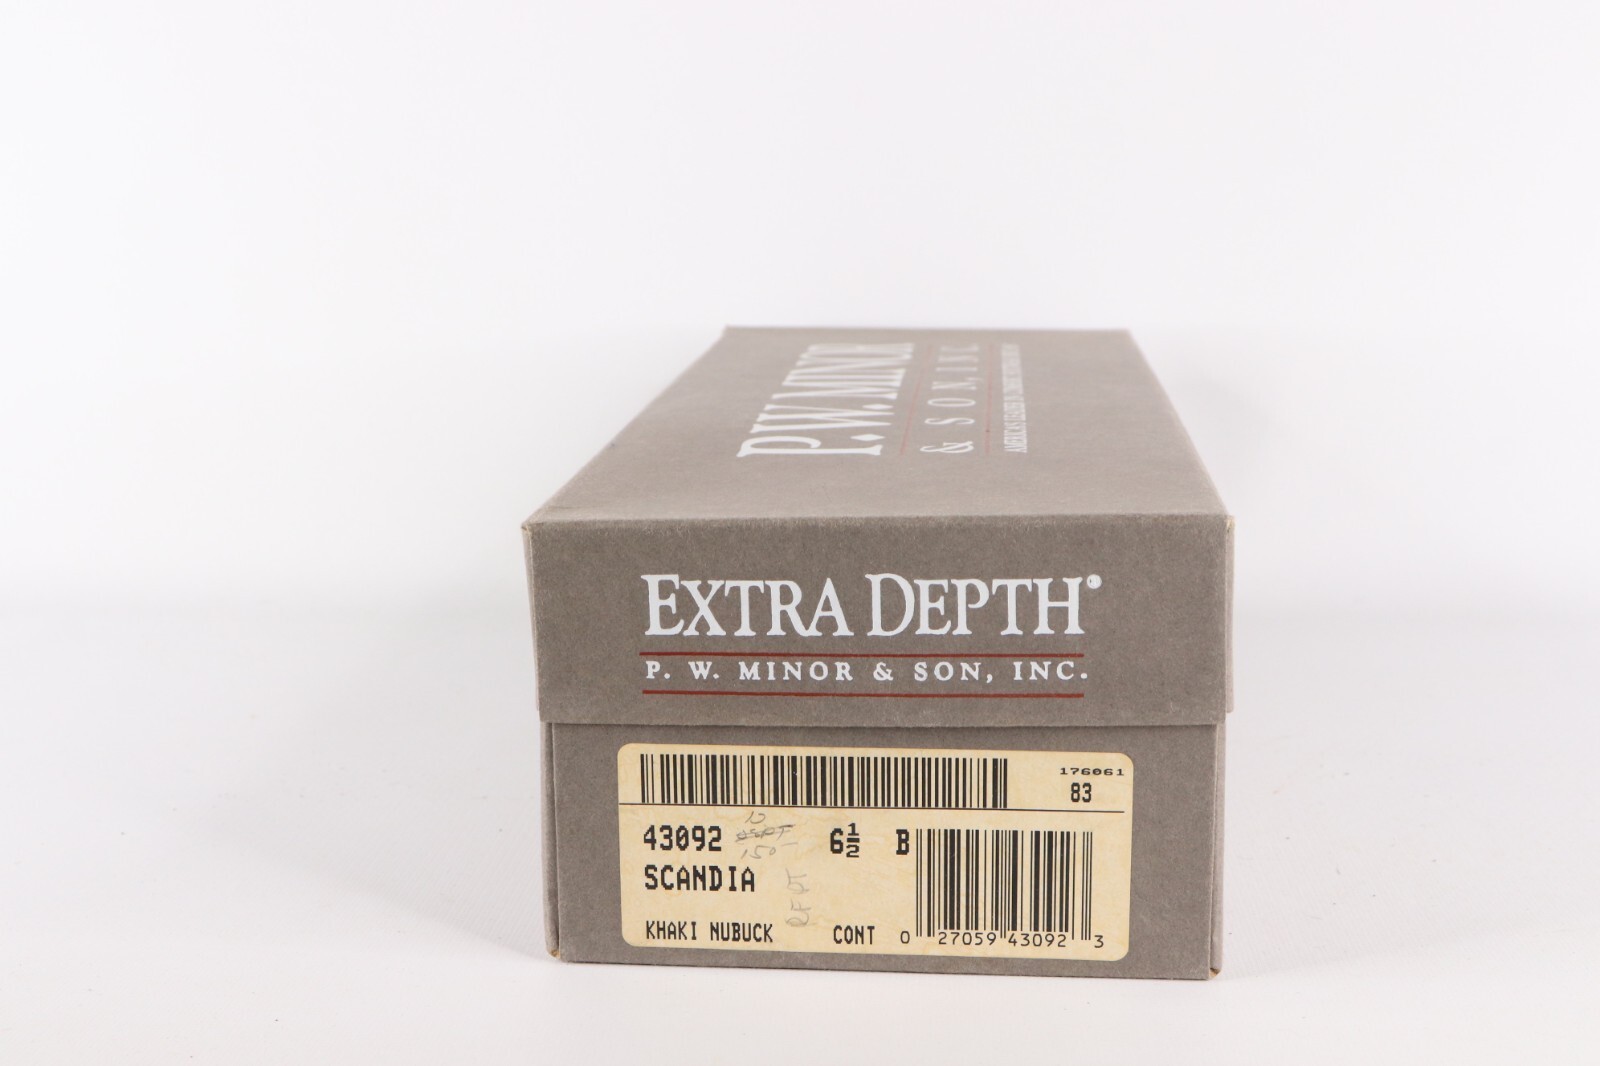 P.W. MINOR
& SON, INC.
EXTRA DEPTH®
P. W. MINOR & SON, INC.
176061
83
43092 6½ B
150
SCANDIA
KHAKI NUBUCK CONT
0 27059 43092 3